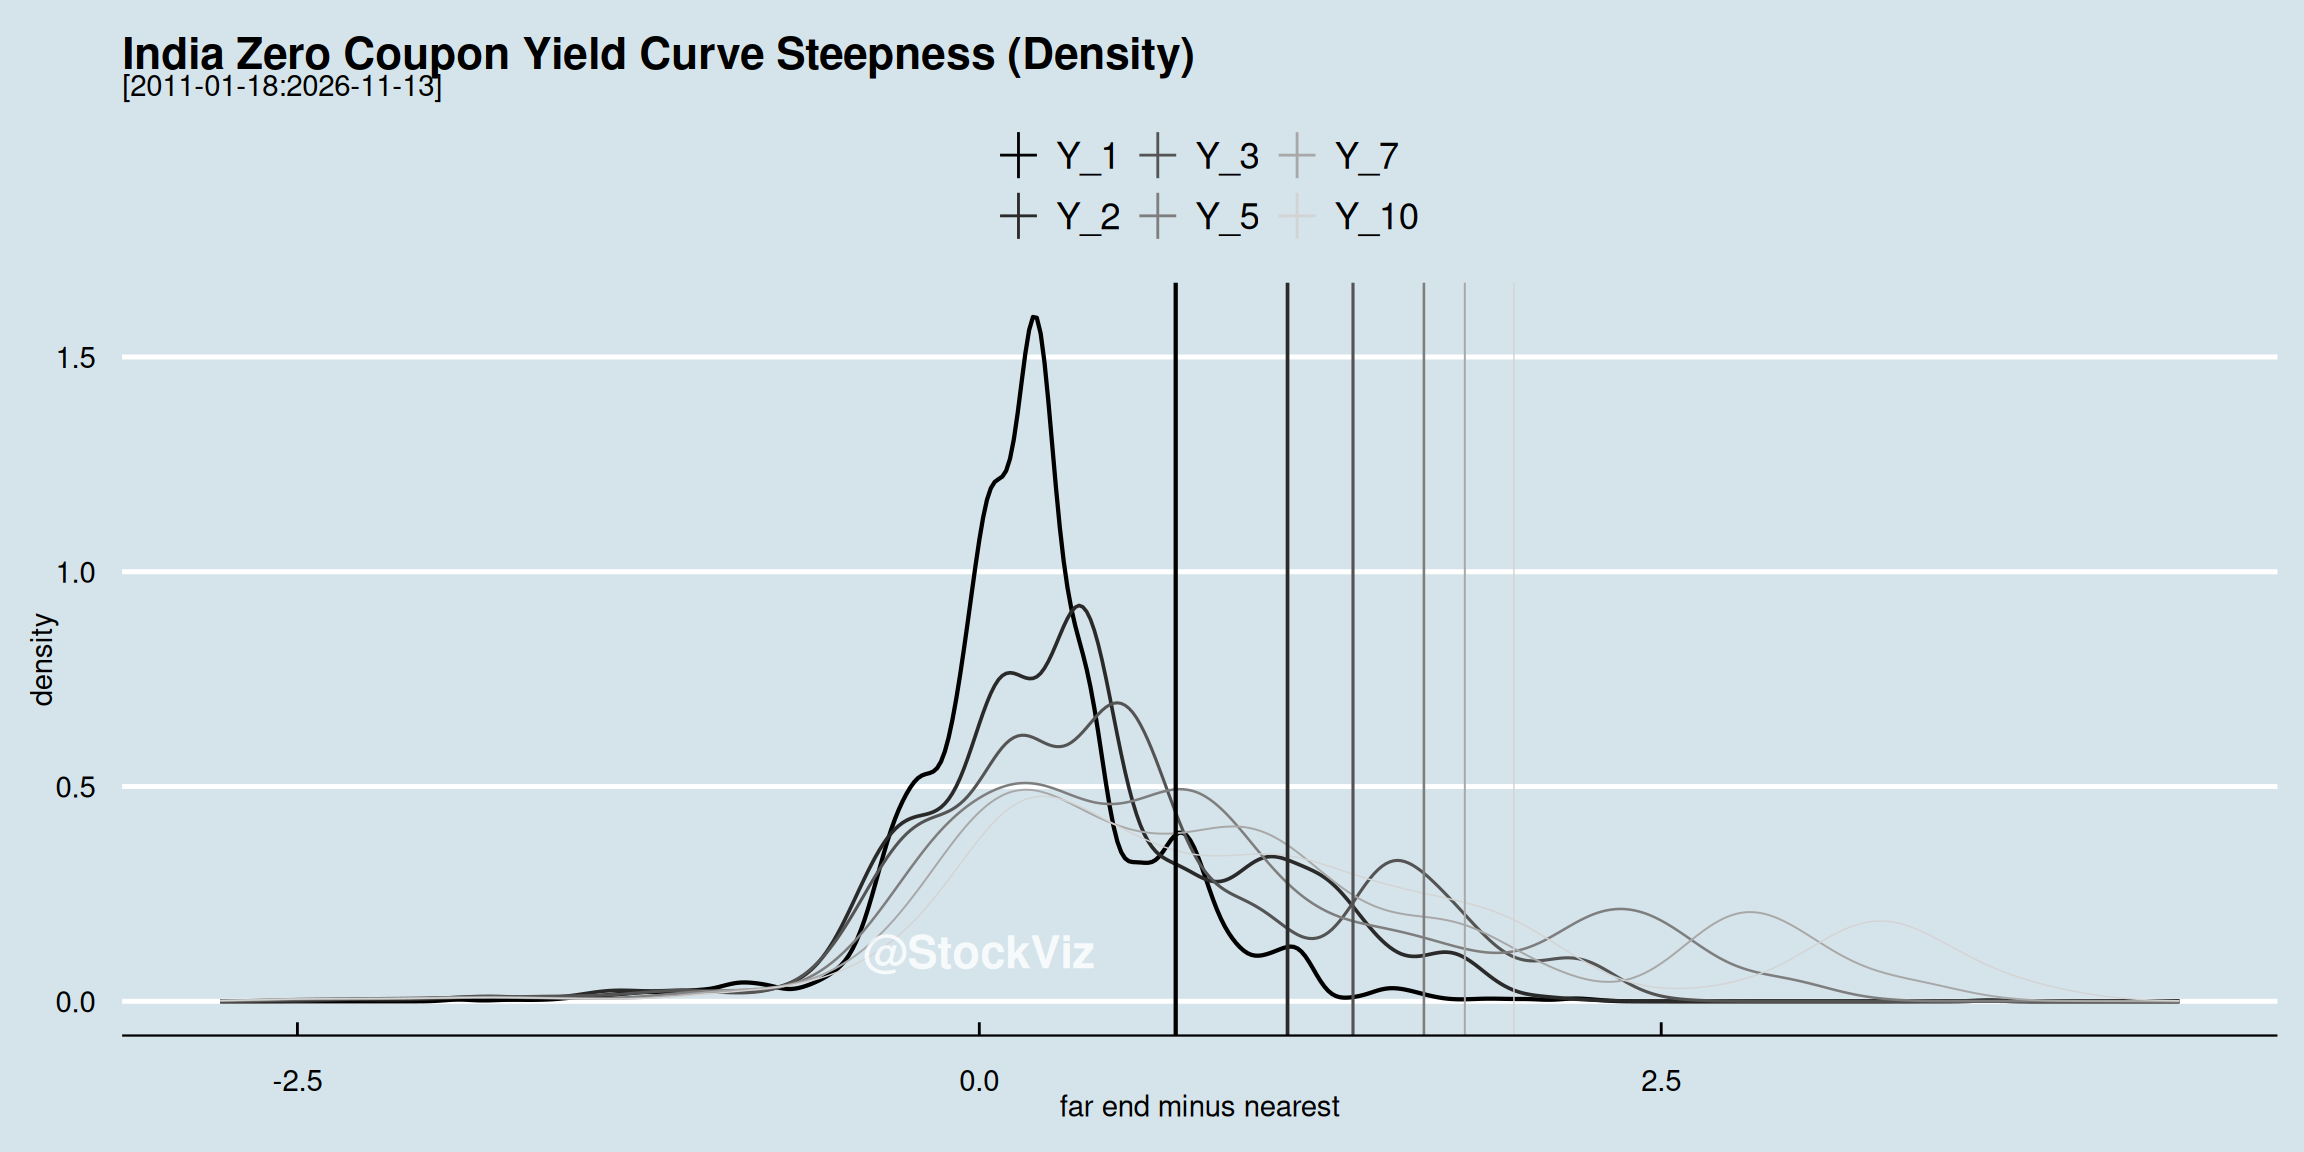 India Zero Coupon Yield Curve Steepness (Density)
[2011-01-18:2026-11-13]
Y_1 Y_3 Y_7
Y_2 Y_5 Y_10
1.5
1.0
0.5
0.0
density
@StockViz
-2.5 0.0 2.5
far end minus nearest